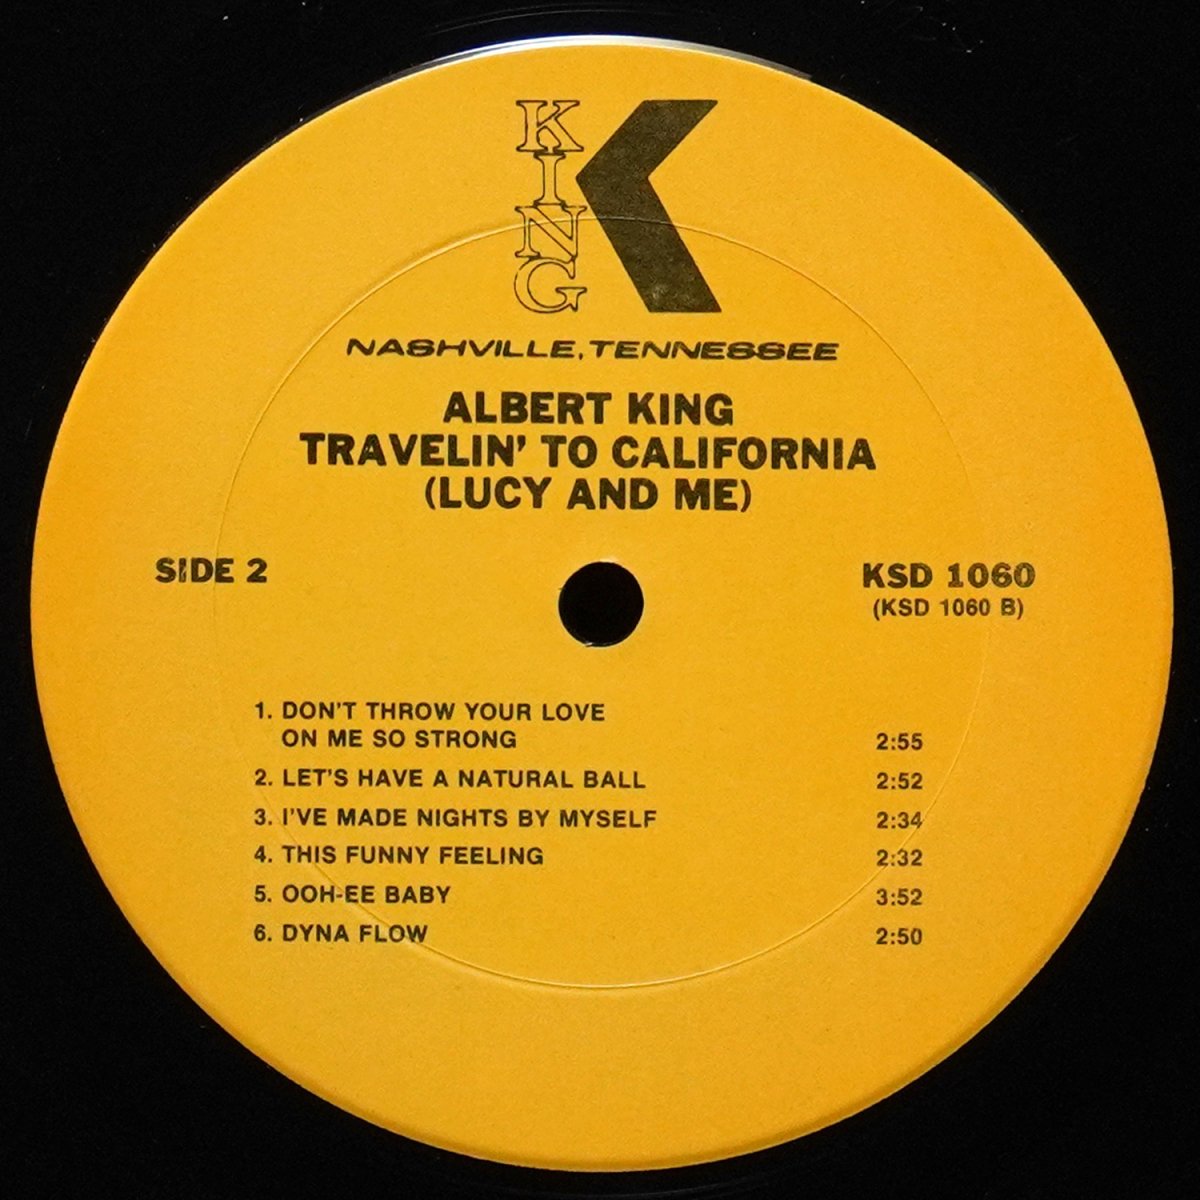 KING
NASHVILLE, TENNESSEE
ALBERT KING
TRAVELIN' TO CALIFORNIA
(LUCY AND ME)
SIDE 2
KSD 1060
(KSD 1060 B)
1. DON'T THROW YOUR LOVE
ON ME SO STRONG 2:55
2. LET'S HAVE A NATURAL BALL 2:52
3. I'VE MADE NIGHTS BY MYSELF 2:34
4. THIS FUNNY FEELING 2:32
5. OOH-EE BABY 3:52
6. DYNA FLOW 2:50